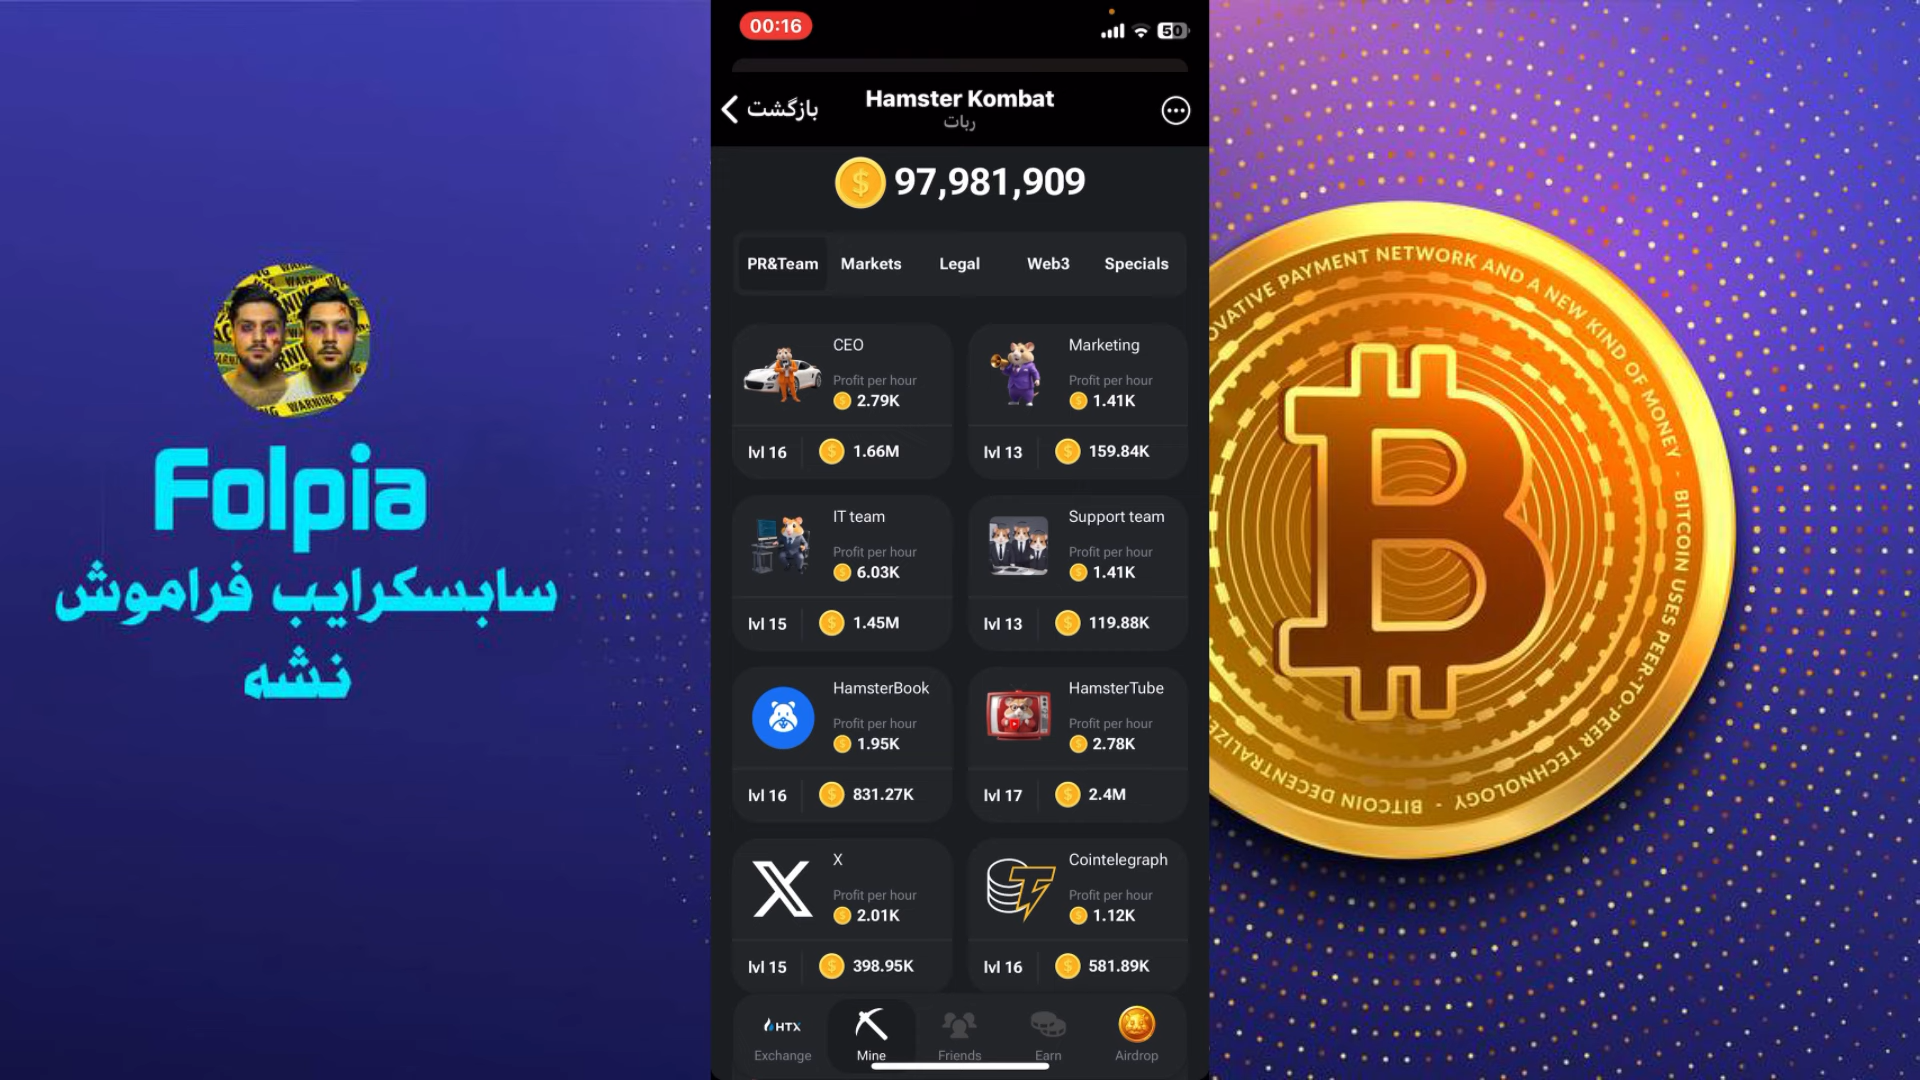 WARNING
Folpia
سابسکرایب فراموش
نشه
00:16
50
بازگشت
Hamster Kombat
ربات
97,981,909
PR&Team Markets Legal Web3 Specials
CEO
Profit per hour
2.79K
lvl 16 1.66M
Marketing
Profit per hour
1.41K
lvl 13 159.84K
IT team
Profit per hour
6.03K
lvl 15 1.45M
Support team
Profit per hour
1.41K
lvl 13 119.88K
HamsterBook
Profit per hour
1.95K
lvl 16 831.27K
HamsterTube
Profit per hour
2.78K
lvl 17 2.4M
X
Profit per hour
2.01K
lvl 15 398.95K
Cointelegraph
Profit per hour
1.12K
lvl 16 581.89K
HTX
Exchange Mine Friends Earn Airdrop
PAYMENT NETWORK AND A NEW KIND OF MONEY - BITCOIN USES PEER-TO-PEER TECHNOLOGY - BITCOIN